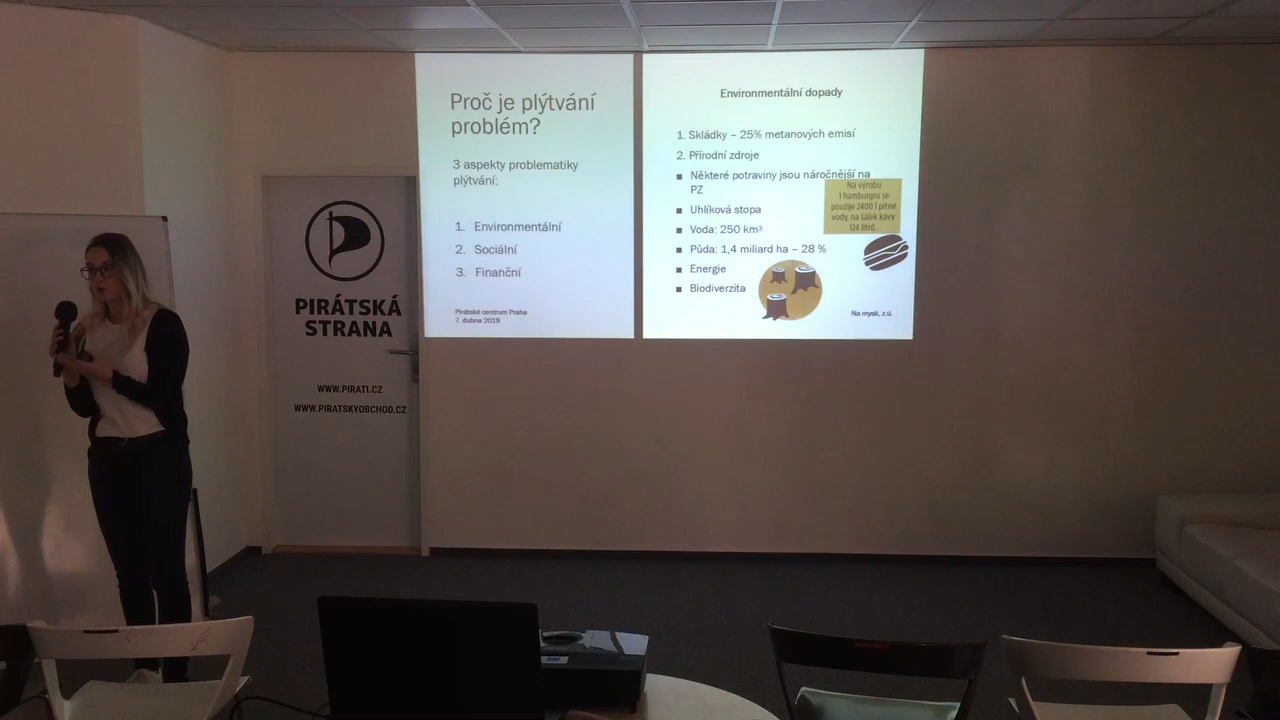 PIRÁTSKÁ
STRANA
WWW.PIRATI.CZ
WWW.PIRATSKYOBCHOD.CZ
Proč je plýtvání
problém?
3 aspekty problematiky
plýtvání:
1. Environmentální
2. Sociální
3. Finanční
Pirátské centrum Praha
7. dubna 2019
Environmentální dopady
1. Skládky – 25% metanových emisí
2. Přírodní zdroje
Některé potraviny jsou náročnější na
PZ
Uhlíková stopa
Voda: 250 km³
Půda: 1,4 miliard ha – 28 %
Energie
Biodiverzita
Na výrobu
1 hamburgru se
použije 2400 l pitné
vody, na šálek kávy
124 litrů.
Na mysli, z.ú.